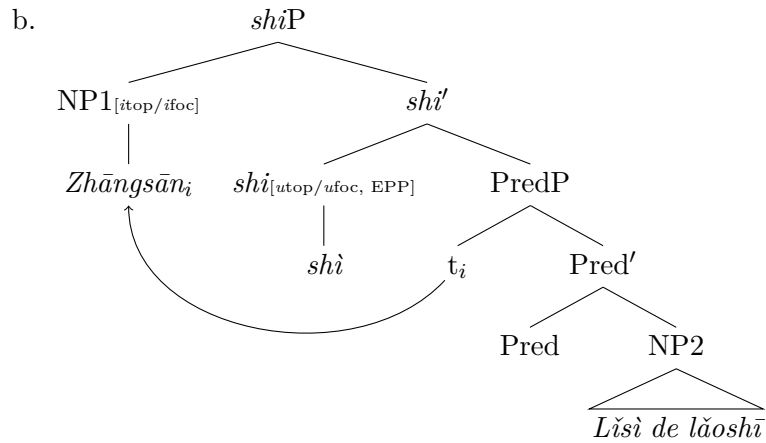 b.
shiP
NP1[itop/ifoc] shi′
Zhāngsān_i shi[utop/ufoc, EPP] PredP
shì t_i Pred′
Pred NP2
Lǐsì de lǎoshī